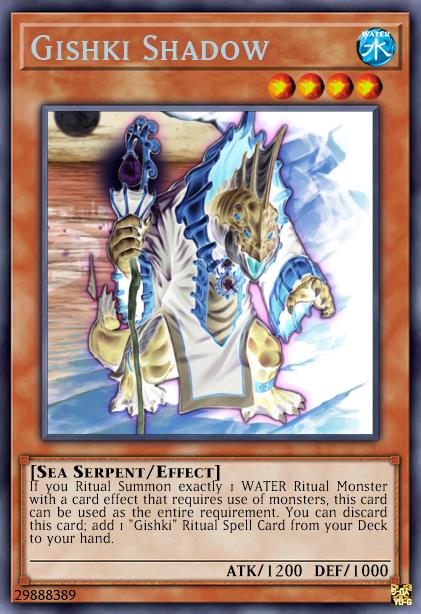 Gishki Shadow
WATER
水
[Sea Serpent/Effect]
If you Ritual Summon exactly 1 WATER Ritual Monster
with a card effect that requires use of monsters, this card
can be used as the entire requirement. You can discard
this card; add 1 "Gishki" Ritual Spell Card from your Deck
to your hand.
ATK/1200 DEF/1000
29888389